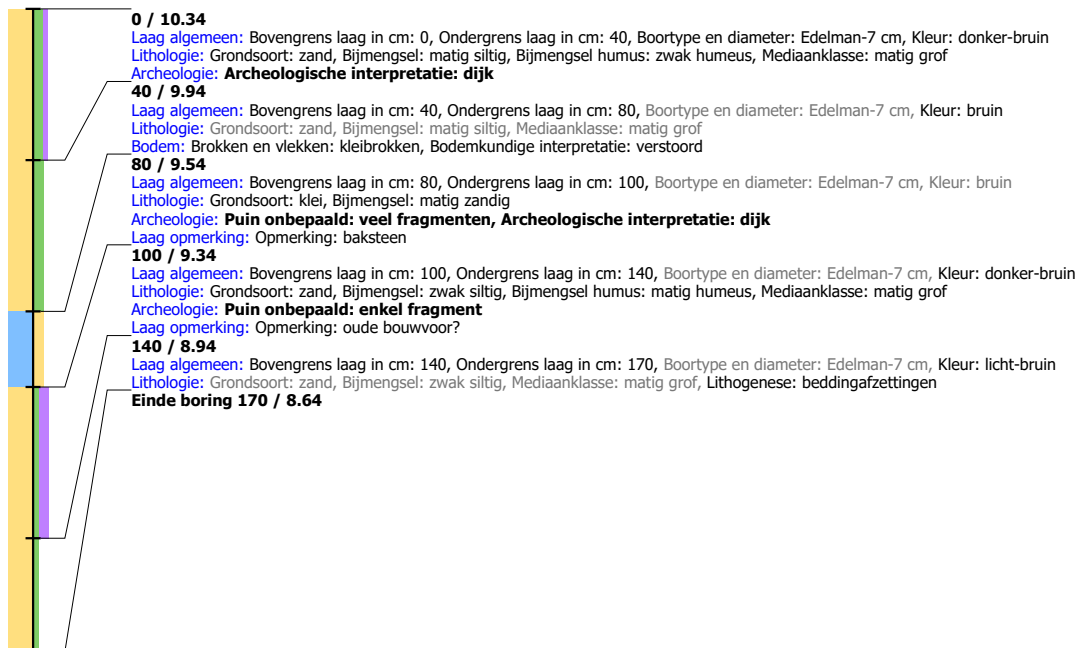 0 / 10.34
Laag algemeen: Bovengrens laag in cm: 0, Ondergrens laag in cm: 40, Boortype en diameter: Edelman-7 cm, Kleur: donker-bruin
Lithologie: Grondsoort: zand, Bijmengsel: matig siltig, Bijmengsel humus: zwak humeus, Mediaanklasse: matig grof
Archeologie: Archeologische interpretatie: dijk
40 / 9.94
Laag algemeen: Bovengrens laag in cm: 40, Ondergrens laag in cm: 80, Boortype en diameter: Edelman-7 cm, Kleur: bruin
Lithologie: Grondsoort: zand, Bijmengsel: matig siltig, Mediaanklasse: matig grof
Bodem: Brokken en vlekken: kleibrokken, Bodemkundige interpretatie: verstoord
80 / 9.54
Laag algemeen: Bovengrens laag in cm: 80, Ondergrens laag in cm: 100, Boortype en diameter: Edelman-7 cm, Kleur: bruin
Lithologie: Grondsoort: klei, Bijmengsel: matig zandig
Archeologie: Puin onbepaald: veel fragmenten, Archeologische interpretatie: dijk
Laag opmerking: Opmerking: baksteen
100 / 9.34
Laag algemeen: Bovengrens laag in cm: 100, Ondergrens laag in cm: 140, Boortype en diameter: Edelman-7 cm, Kleur: donker-bruin
Lithologie: Grondsoort: zand, Bijmengsel: zwak siltig, Bijmengsel humus: matig humeus, Mediaanklasse: matig grof
Archeologie: Puin onbepaald: enkel fragment
Laag opmerking: Opmerking: oude bouwvoor?
140 / 8.94
Laag algemeen: Bovengrens laag in cm: 140, Ondergrens laag in cm: 170, Boortype en diameter: Edelman-7 cm, Kleur: licht-bruin
Lithologie: Grondsoort: zand, Bijmengsel: zwak siltig, Mediaanklasse: matig grof, Lithogenese: beddingafzettingen
Einde boring 170 / 8.64